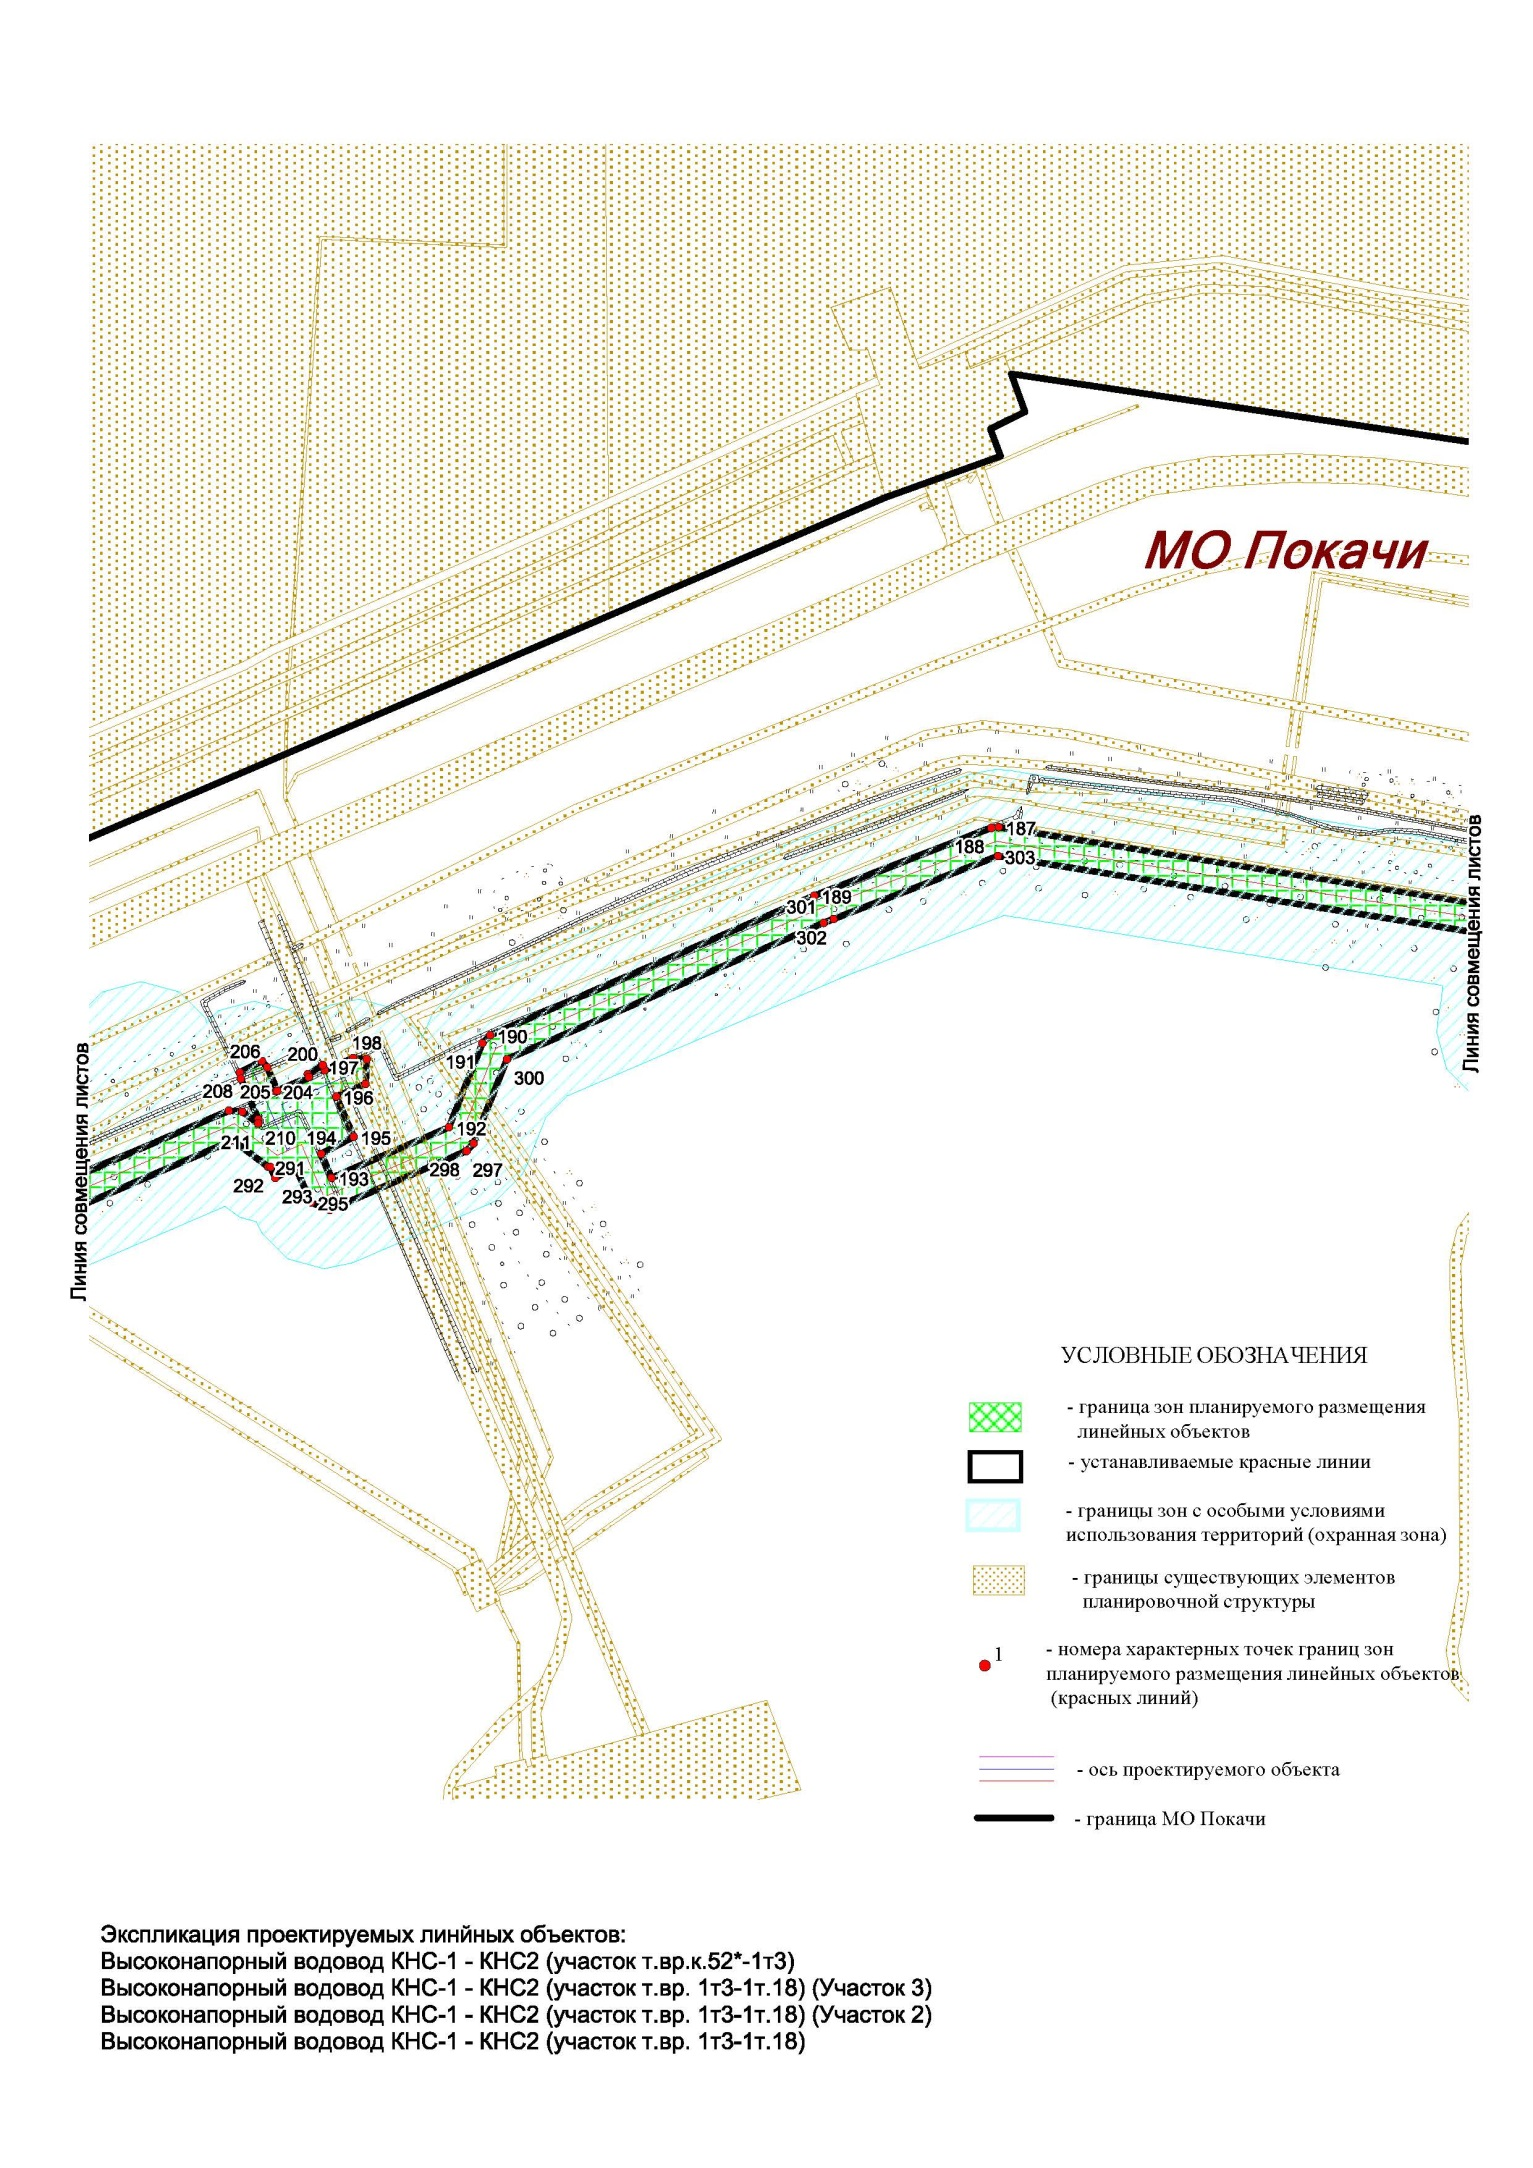 МО Покачи
187
188
303
189
301
302
190
191
300
198
206
200
197
208
205
204
196
192
211
210
194
195
298
297
291
193
292
293
295
Линия совмещения листов
Линия совмещения листов
УСЛОВНЫЕ ОБОЗНАЧЕНИЯ
- граница зон планируемого размещения
линейных объектов
- устанавливаемые красные линии
- границы зон с особыми условиями
использования территорий (охранная зона)
- границы существующих элементов
планировочной структуры
1
- номера характерных точек границ зон
планируемого размещения линейных объектов
(красных линий)
- ось проектируемого объекта
- граница МО Покачи
Экспликация проектируемых линйных объектов:
Высоконапорный водовод КНС-1 - КНС2 (участок т.вр.к.52*-1т3)
Высоконапорный водовод КНС-1 - КНС2 (участок т.вр. 1т3-1т.18) (Участок 3)
Высоконапорный водовод КНС-1 - КНС2 (участок т.вр. 1т3-1т.18) (Участок 2)
Высоконапорный водовод КНС-1 - КНС2 (участок т.вр. 1т3-1т.18)